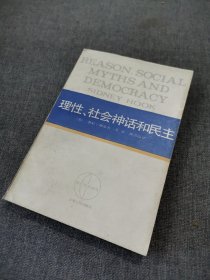 REASON, SOCIAL
MYTHS AND
DEMOCRACY
SIDNEY HOOK
理性、社会神话和民主